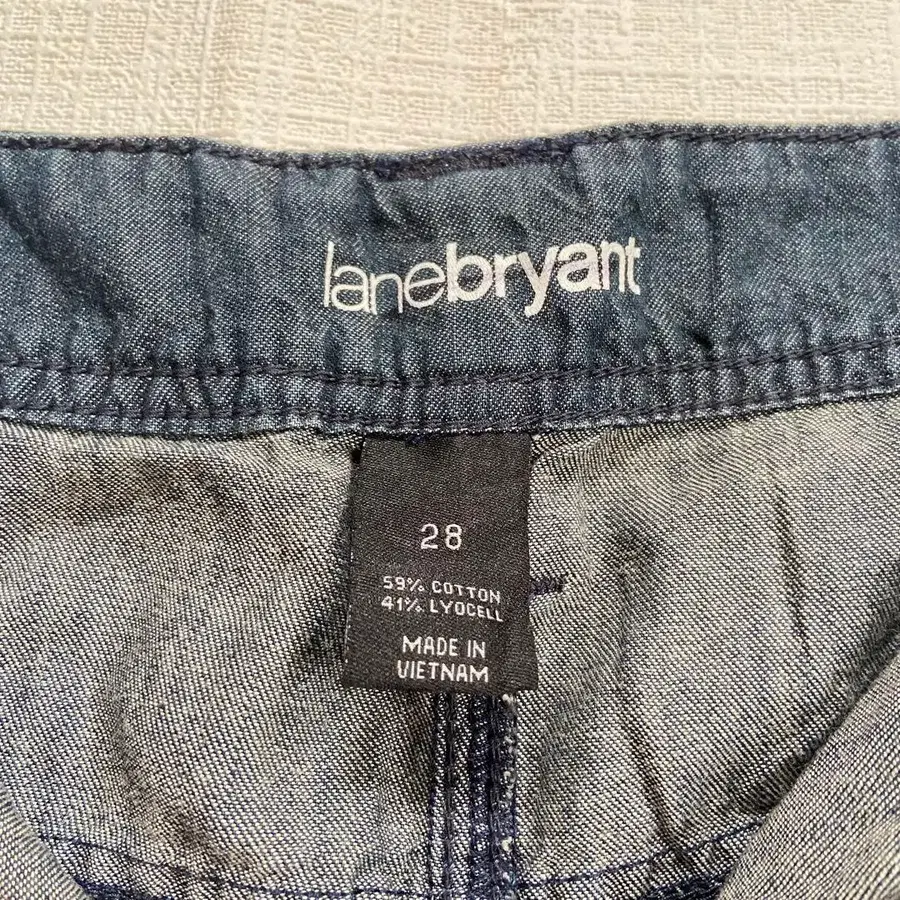 lanebryant
28
59% COTTON
41% LYOCELL
MADE IN
VIETNAM